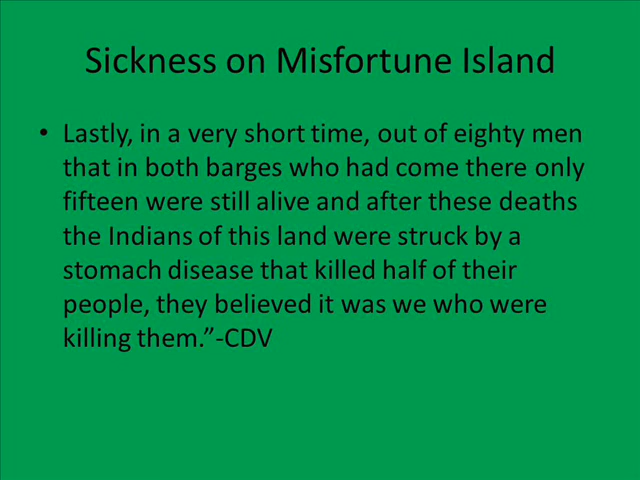 Sickness on Misfortune Island
• Lastly, in a very short time, out of eighty men
that in both barges who had come there only
fifteen were still alive and after these deaths
the Indians of this land were struck by a
stomach disease that killed half of their
people, they believed it was we who were
killing them.”-CDV